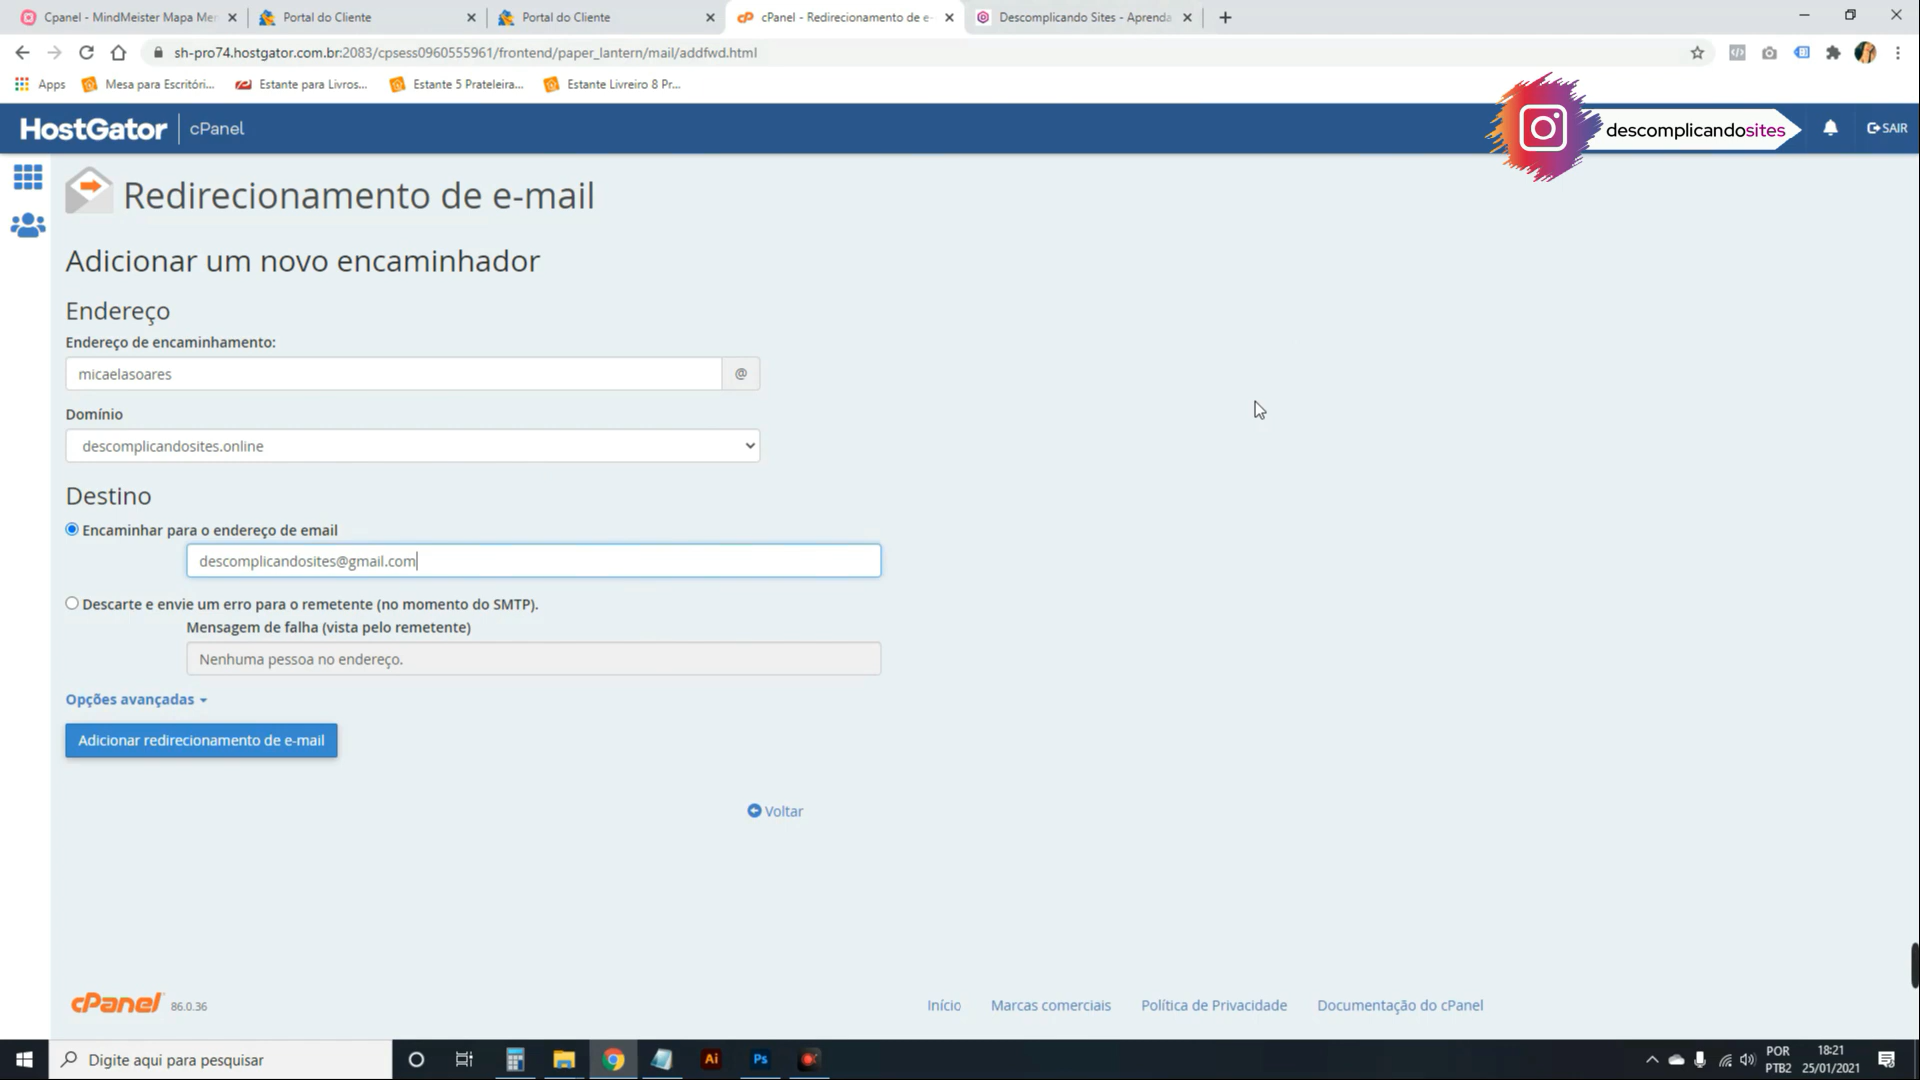 Cpanel - MindMeister Mapa Men
Portal do Cliente
Portal do Cliente
cPanel - Redirecionamento de e-
Descomplicando Sites - Aprenda
sh-pro74.hostgator.com.br:2083/cpsess0960555961/frontend/paper_lantern/mail/addfwd.html
Apps
Mesa para Escritóri...
Estante para Livros...
Estante 5 Prateleira...
Estante Livreiro 8 Pr...
HostGator
cPanel
descomplicandosites
SAIR
Redirecionamento de e-mail
Adicionar um novo encaminhador
Endereço
Endereço de encaminhamento:
micaelasoares
@
Domínio
descomplicandosites.online
Destino
Encaminhar para o endereço de email
descomplicandosites@gmail.com
Descarte e envie um erro para o remetente (no momento do SMTP).
Mensagem de falha (vista pelo remetente)
Nenhuma pessoa no endereço.
Opções avançadas
Adicionar redirecionamento de e-mail
Voltar
cPanel
86.0.36
Início
Marcas comerciais
Política de Privacidade
Documentação do cPanel
Digite aqui para pesquisar
Ai
Ps
POR
PTB2
18:21
25/01/2021